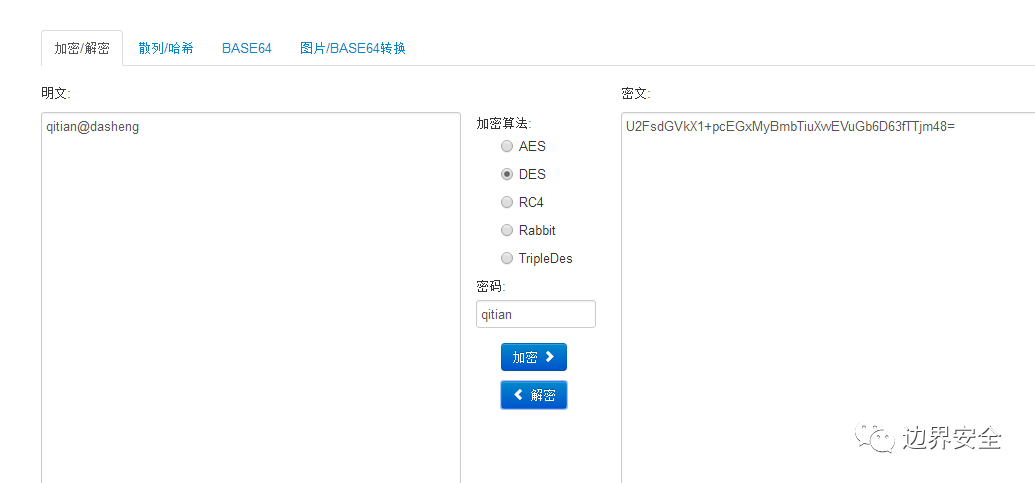 加密/解密 散列/哈希 BASE64 图片/BASE64转换
明文:
qitian@dasheng
加密算法:
AES
DES
RC4
Rabbit
TripleDes
密码:
qitian
加密
解密
密文:
U2FsdGVkX1+pcEGxMyBmbTiuXwEVuGb6D63fTTjm48=
边界安全